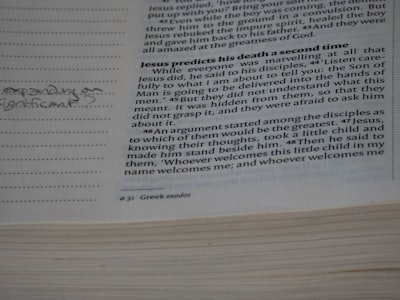 Jesus replied, 'how long
put up with you? Bring your son
⁴² Even while the boy was coming, the demon
threw him to the ground in a convulsion. But
Jesus rebuked the impure spirit, healed the boy
and gave him back to his father. ⁴³ And they were
all amazed at the greatness of God.
Jesus predicts his death a second time
While everyone was marvelling at all that
Jesus did, he said to his disciples, ⁴⁴ 'Listen care-
fully to what I am about to tell you: the Son of
Man is going to be delivered into the hands of
men.' ⁴⁵ But they did not understand what this
meant. It was hidden from them, so that they
did not grasp it, and they were afraid to ask him
about it.
⁴⁶ An argument started among the disciples as
to which of them would be the greatest. ⁴⁷ Jesus,
knowing their thoughts, took a little child and
made him stand beside him. ⁴⁸ Then he said to
them, 'Whoever welcomes this little child in my
name welcomes me; and whoever welcomes me
a 31 Greek exodos
significant?